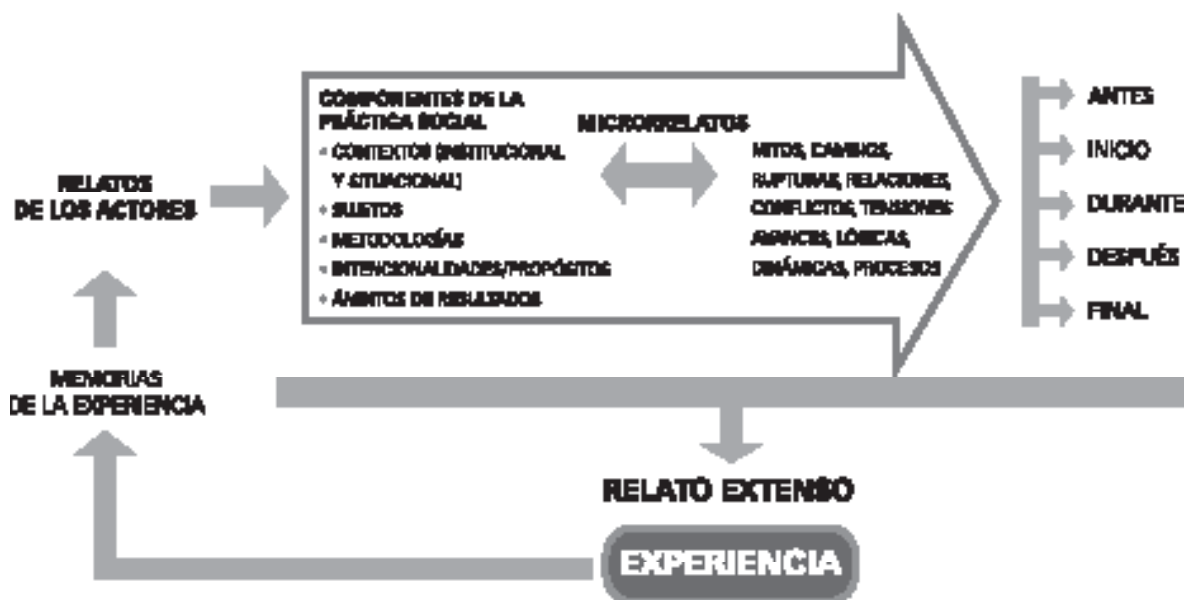 COMPONENTES DE LA
PRÁCTICA SOCIAL
• CONTEXTOS (INSTITUCIONAL
Y SITUACIONAL)
• SUJETOS
• METODOLOGÍAS
• INTENCIONALIDADES/PROPÓSITOS
• ÁMBITOS DE RESULTADOS
MICRORRELATOS
HITOS, CAMINOS,
RUPTURAS, RELACIONES,
CONFLICTOS, TENSIONES
AVANCES, LÓGICAS,
DINÁMICAS, PROCESOS
ANTES
INICIO
DURANTE
DESPUÉS
FINAL
RELATOS
DE LOS ACTORES
MEMORIAS
DE LA EXPERIENCIA
RELATO EXTENSO
EXPERIENCIA